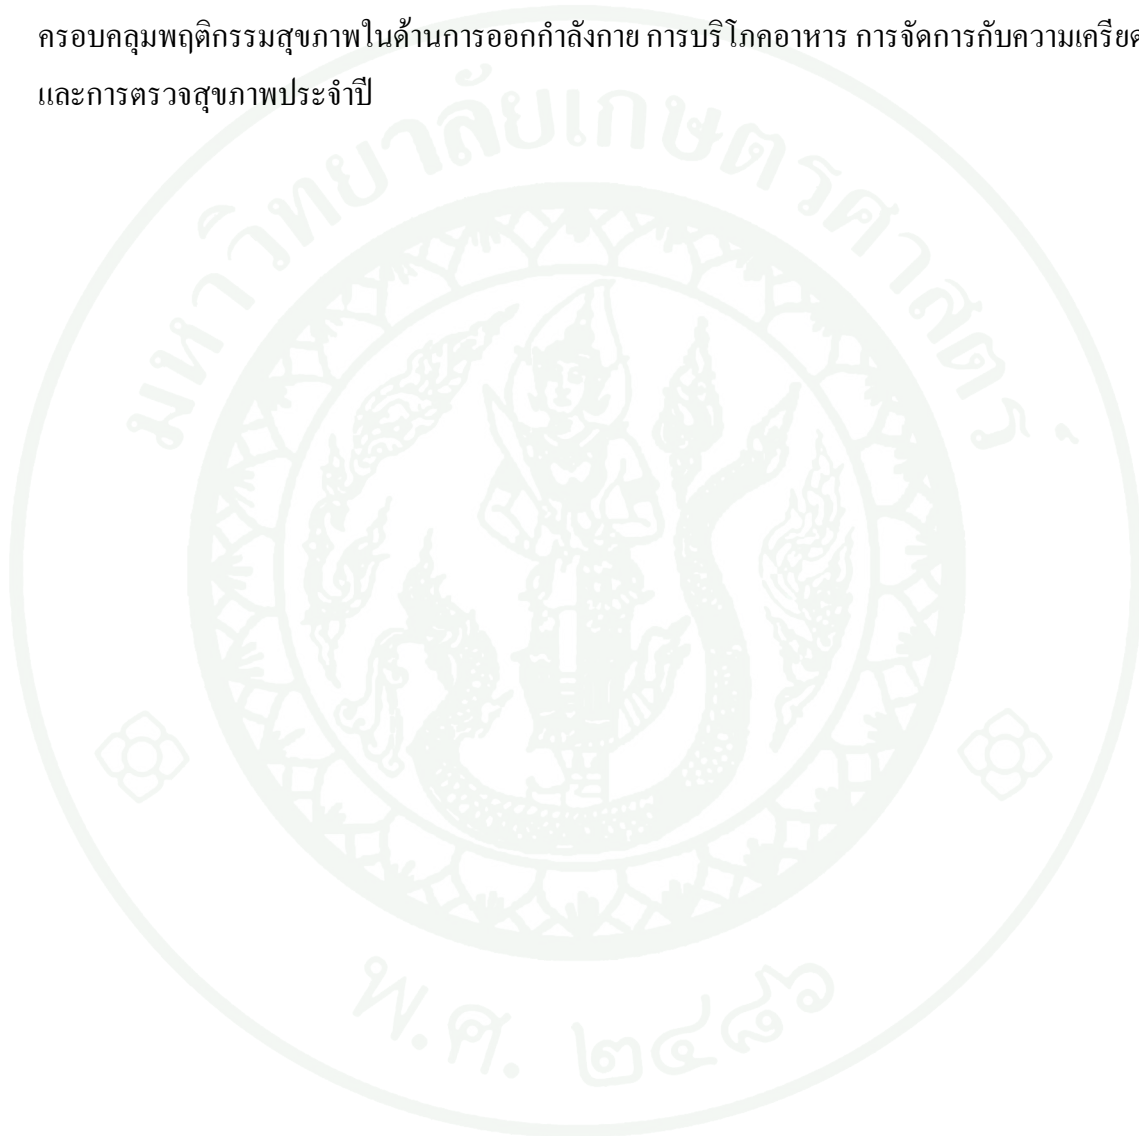 ครอบคลุมพฤติกรรมสุขภาพในด้านการออกกำลังกาย การบริโภคอาหาร การจัดการกับความเครียด
และการตรวจสุขภาพประจำปี
มหาวิทยาลัยเกษตรศาสตร์
พ.ศ. ๒๔๘๖